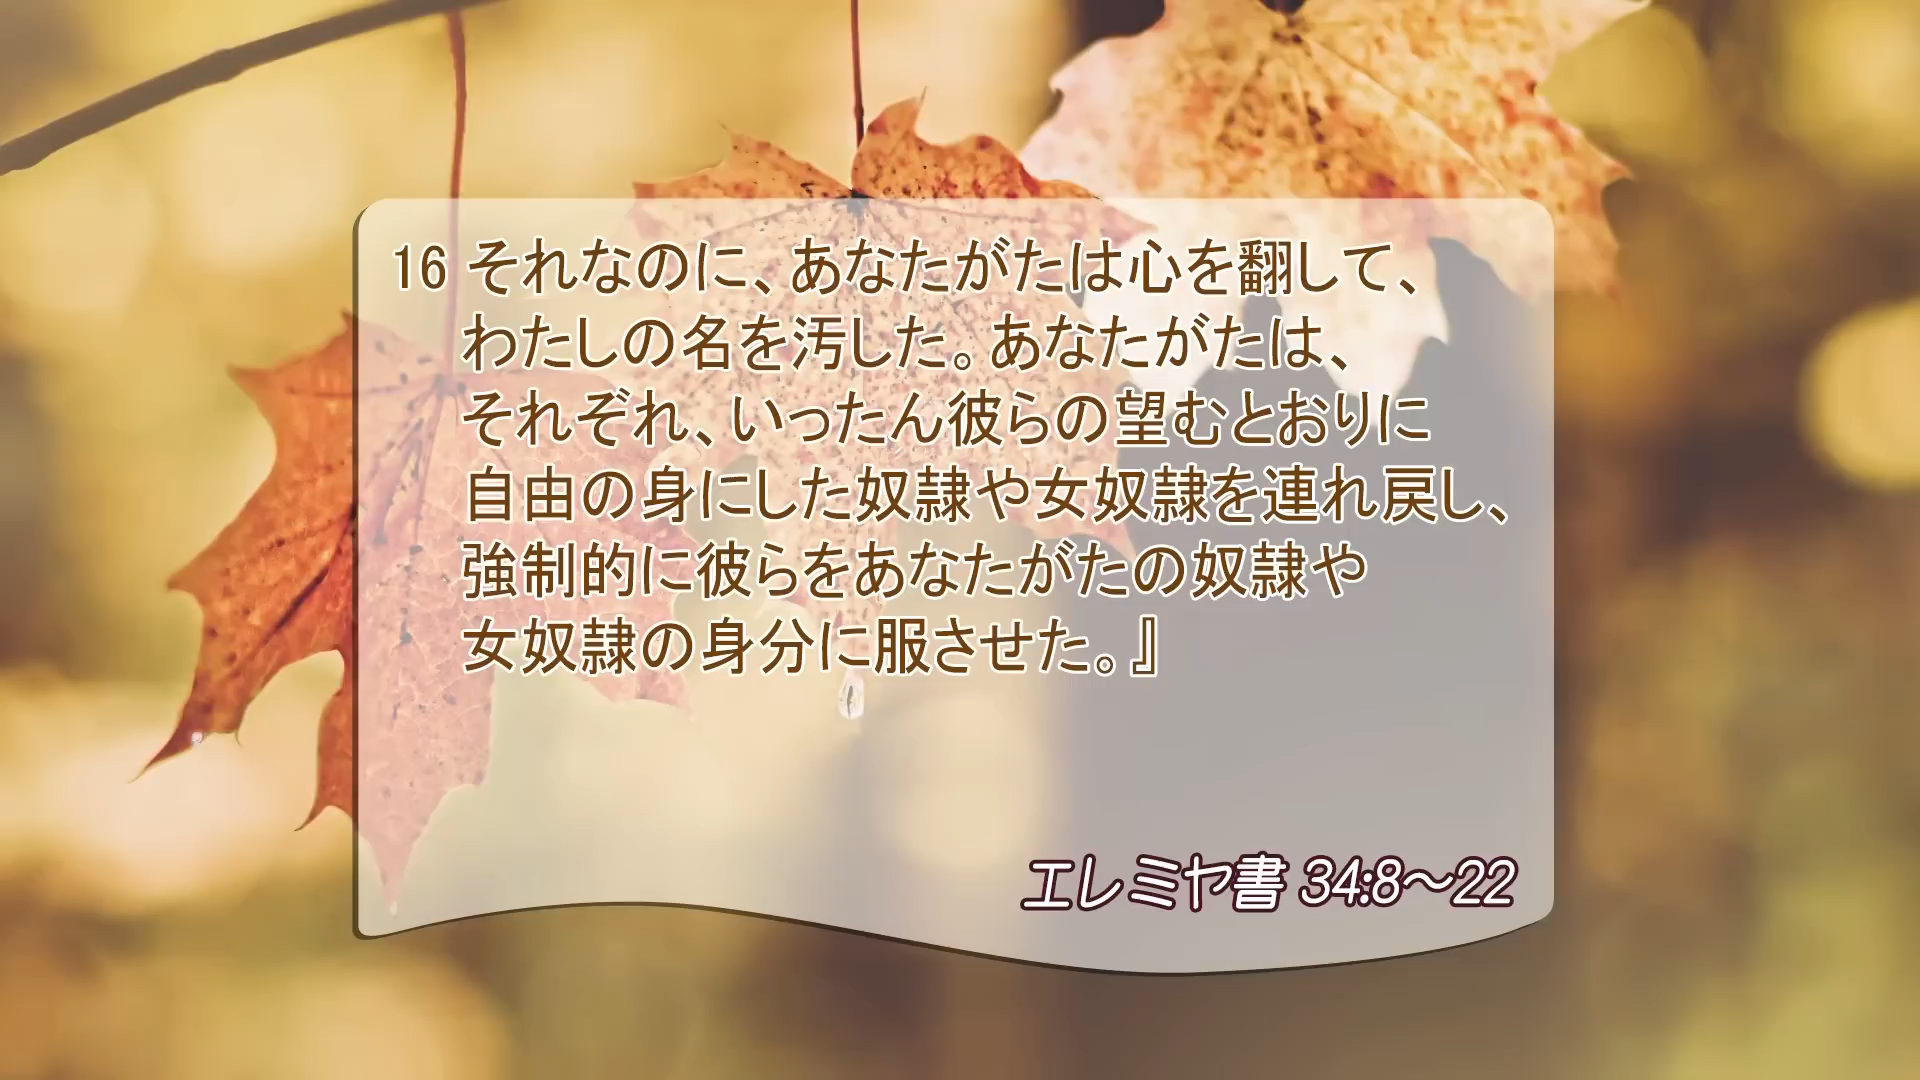 16 それなのに、あなたがたは心を翻して、
わたしの名を汚した。あなたがたは、
それぞれ、いったん彼らの望むとおりに
自由の身にした奴隷や女奴隷を連れ戻し、
強制的に彼らをあなたがたの奴隷や
女奴隷の身分に服させた。』
エレミヤ書 34:8～22